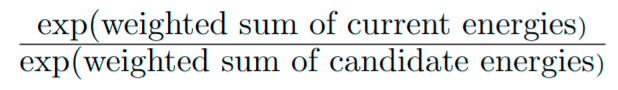 exp(weighted sum of current energies)
exp(weighted sum of candidate energies)